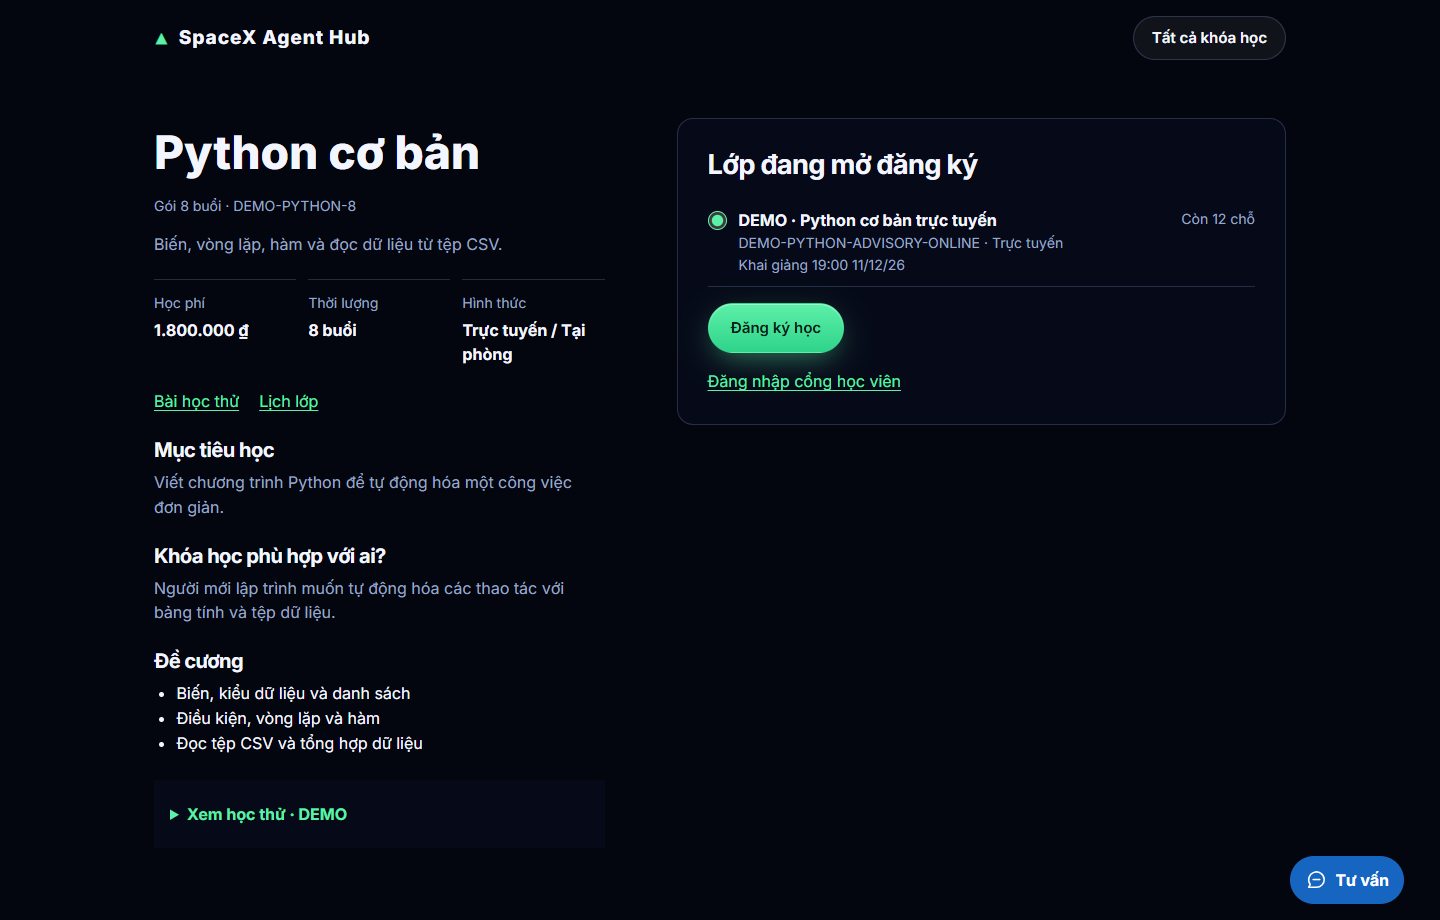 SpaceX Agent Hub
Tất cả khóa học
Python cơ bản
Gói 8 buổi · DEMO-PYTHON-8
Biến, vòng lặp, hàm và đọc dữ liệu từ tệp CSV.
Học phí
1.800.000 ₫
Thời lượng
8 buổi
Hình thức
Trực tuyến / Tại
phòng
Bài học thử
Lịch lớp
Mục tiêu học
Viết chương trình Python để tự động hóa một công việc
đơn giản.
Khóa học phù hợp với ai?
Người mới lập trình muốn tự động hóa các thao tác với
bảng tính và tệp dữ liệu.
Đề cương
Biến, kiểu dữ liệu và danh sách
Điều kiện, vòng lặp và hàm
Đọc tệp CSV và tổng hợp dữ liệu
Xem học thử · DEMO
Lớp đang mở đăng ký
DEMO · Python cơ bản trực tuyến
Còn 12 chỗ
DEMO-PYTHON-ADVISORY-ONLINE · Trực tuyến
Khai giảng 19:00 11/12/26
Đăng ký học
Đăng nhập cổng học viên
Tư vấn